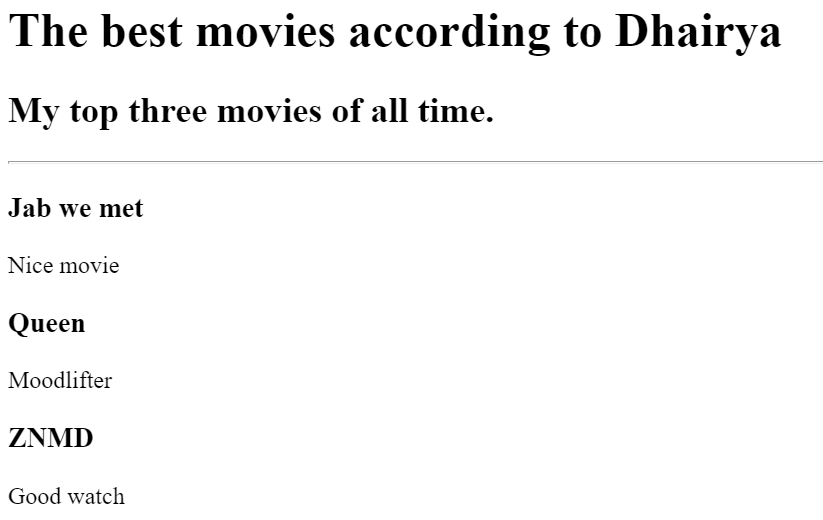 The best movies according to Dhairya
My top three movies of all time.
Jab we met
Nice movie
Queen
Moodlifter
ZNMD
Good watch